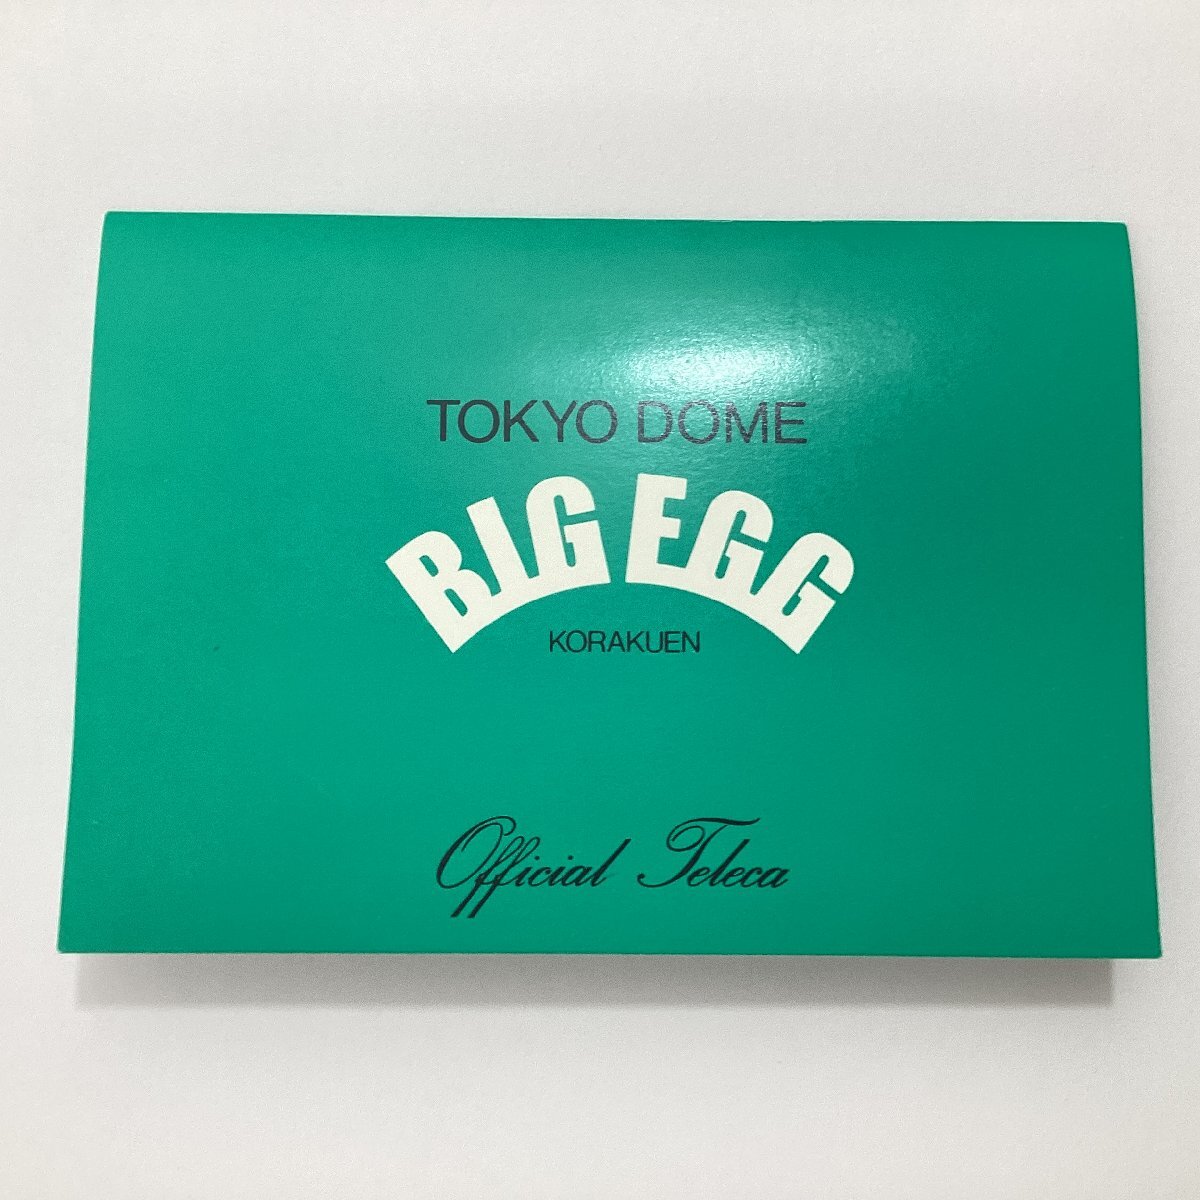 TOKYO DOME
BIG EGG
KORAKUEN
Official Teleca